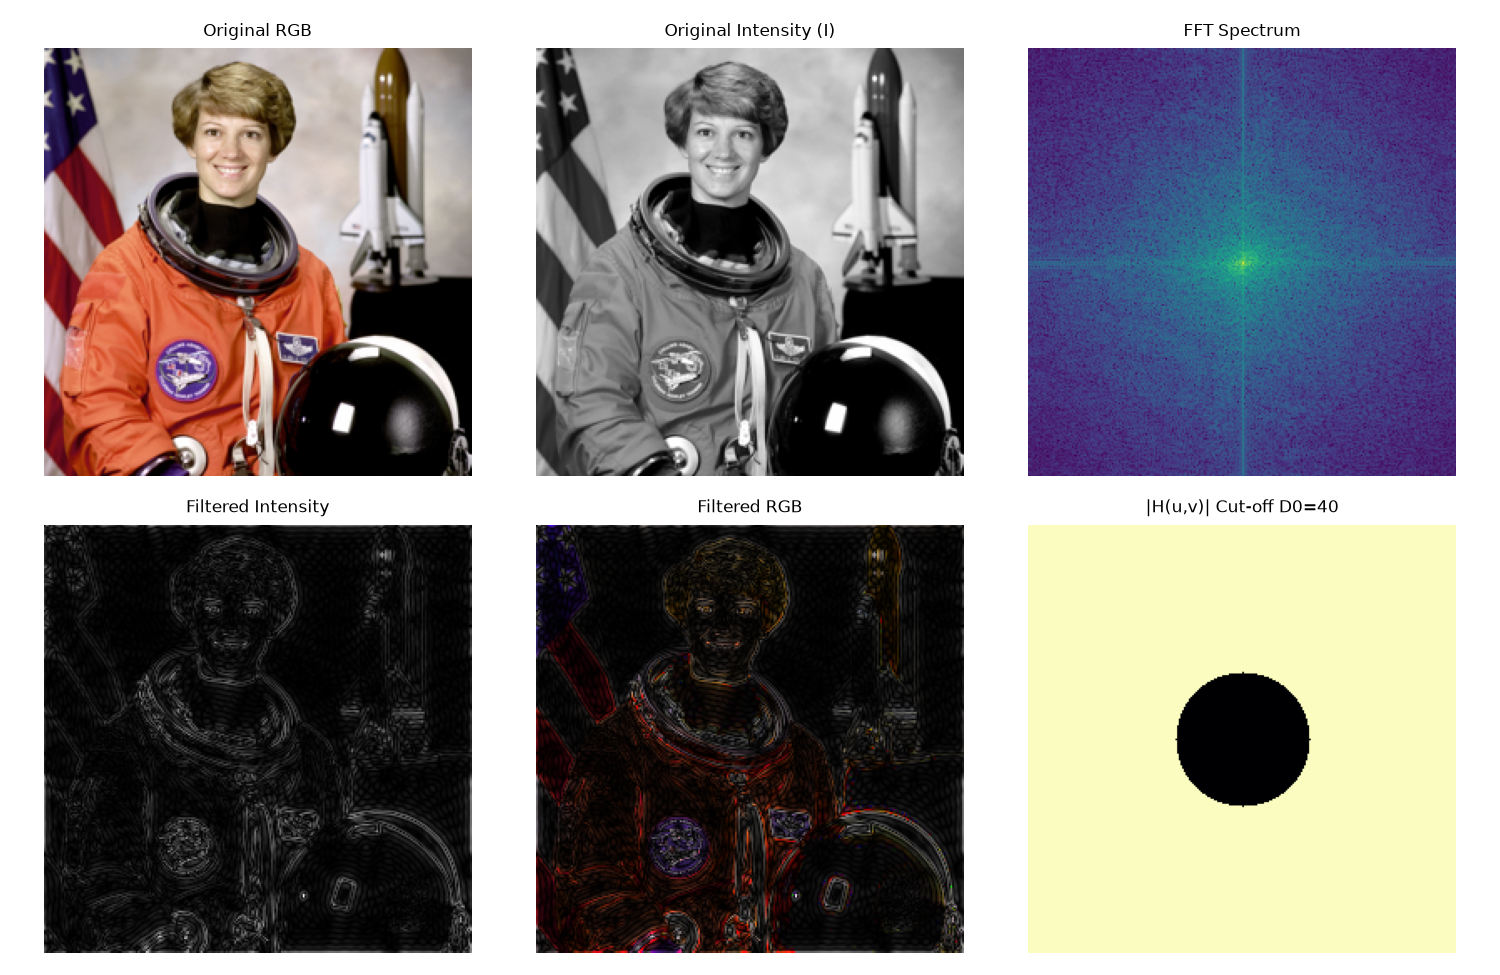 Original RGB
Original Intensity (I)
FFT Spectrum
Filtered Intensity
Filtered RGB
|H(u,v)| Cut-off D0=40